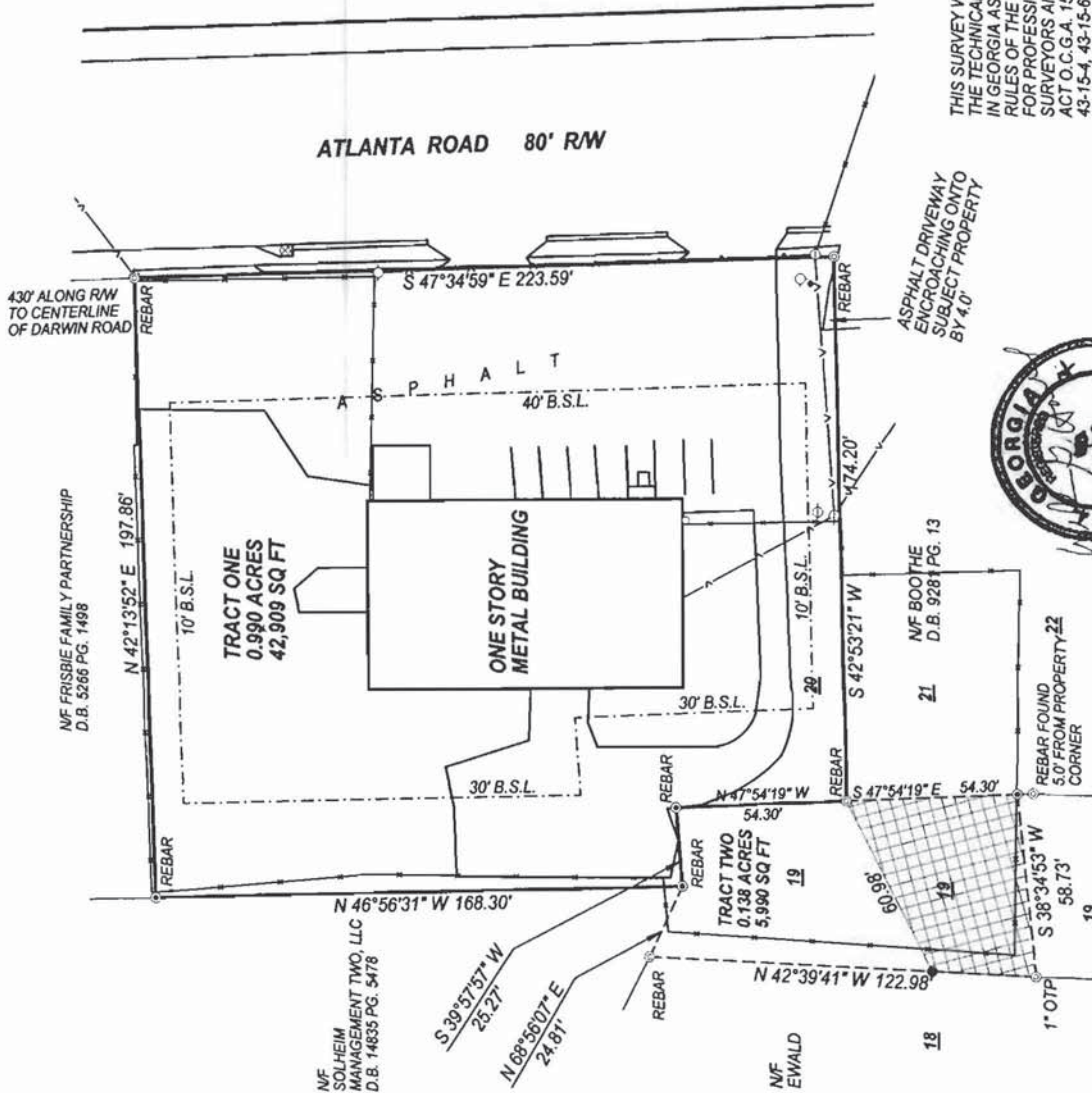 THIS SURVEY W
THE TECHNICA
IN GEORGIA AS
RULES OF THE
FOR PROFESSI
SURVEYORS A
ACT O.C.G.A. 15
43-15-4, 43-15-6
ATLANTA ROAD 80' R/W
430' ALONG R/W
TO CENTERLINE
OF DARWIN ROAD
REBAR
S 47°34'59" E 223.59'
REBAR
ASPHALT DRIVEWAY
ENCROACHING ONTO
SUBJECT PROPERTY
BY 4.0'
ASPHALT
40' B.S.L.
GEORGIA
N/F FRISBIE FAMILY PARTNERSHIP
D.B. 5266 PG. 1498
N 42°13'52" E 197.86'
10' B.S.L.
TRACT ONE
0.990 ACRES
42,909 SQ FT
ONE STORY
METAL BUILDING
174.20'
10' B.S.L.
S 42°53'21" W
N/F BOOTHE
D.B. 9281 PG. 13
20
21
30' B.S.L.
30' B.S.L.
REBAR FOUND 22
5.0' FROM PROPERTY
CORNER
REBAR
REBAR
REBAR
N 47°54'19" W
54.30'
S 47°54'19" E 54.30'
REBAR
N 46°56'31" W 168.30'
TRACT TWO
0.138 ACRES
5,990 SQ FT
19
60.98'
19
S 38°34'53" W
58.73'
19
N/F
SOLHEIM
MANAGEMENT TWO, LLC
D.B. 14835 PG. 5478
S 39°57'57" W
25.27'
N 68°56'07" E
24.81'
REBAR
N 42°39'41" W 122.98'
1" OTP
N/F
EWALD
18